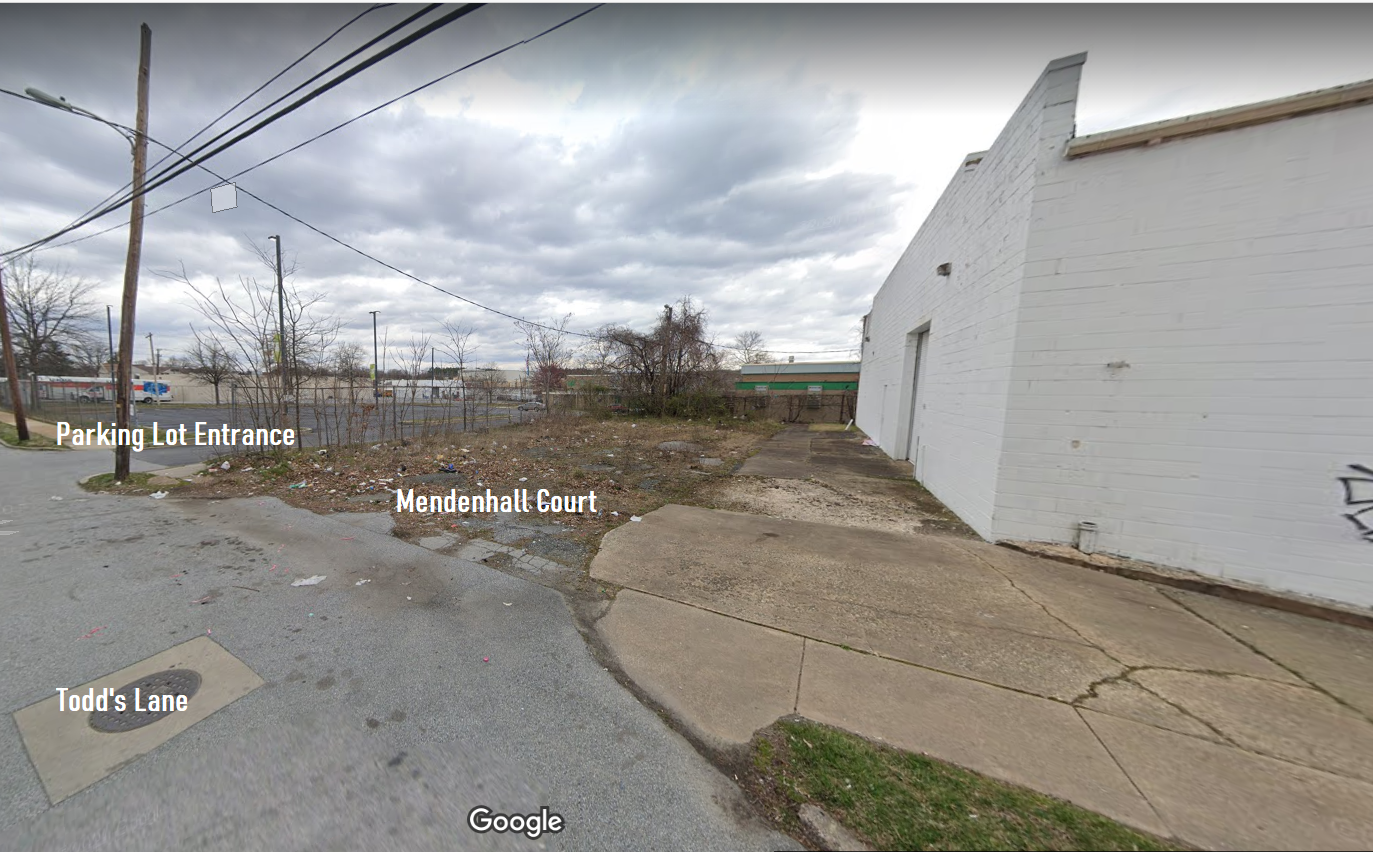 Parking Lot Entrance
Mendenhall Court
Todd's Lane
Google